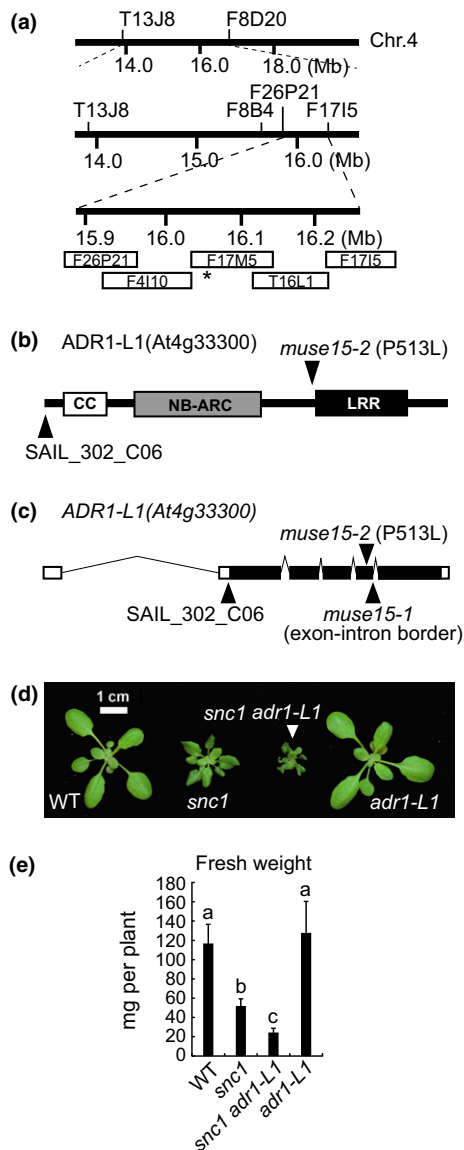 (a)
T13J8 F8D20
Chr.4
14.0 16.0 18.0 (Mb)
F26P21
T13J8 F8B4 F17I5
14.0 15.0 16.0 (Mb)
15.9 16.0 16.1 16.2 (Mb)
F26P21 F17M5 F17I5
F4I10 * T16L1
(b) ADR1-L1(At4g33300)
muse15-2 (P513L)
CC NB-ARC LRR
SAIL_302_C06
(c) ADR1-L1(At4g33300)
muse15-2 (P513L)
SAIL_302_C06 muse15-1
(exon-intron border)
(d)
1 cm
snc1 adr1-L1
WT snc1 adr1-L1
(e)
Fresh weight
mg per plant
180
160
140
120
100
80
60
40
20
0
a b c a
WT snc1 snc1 adr1-L1 adr1-L1